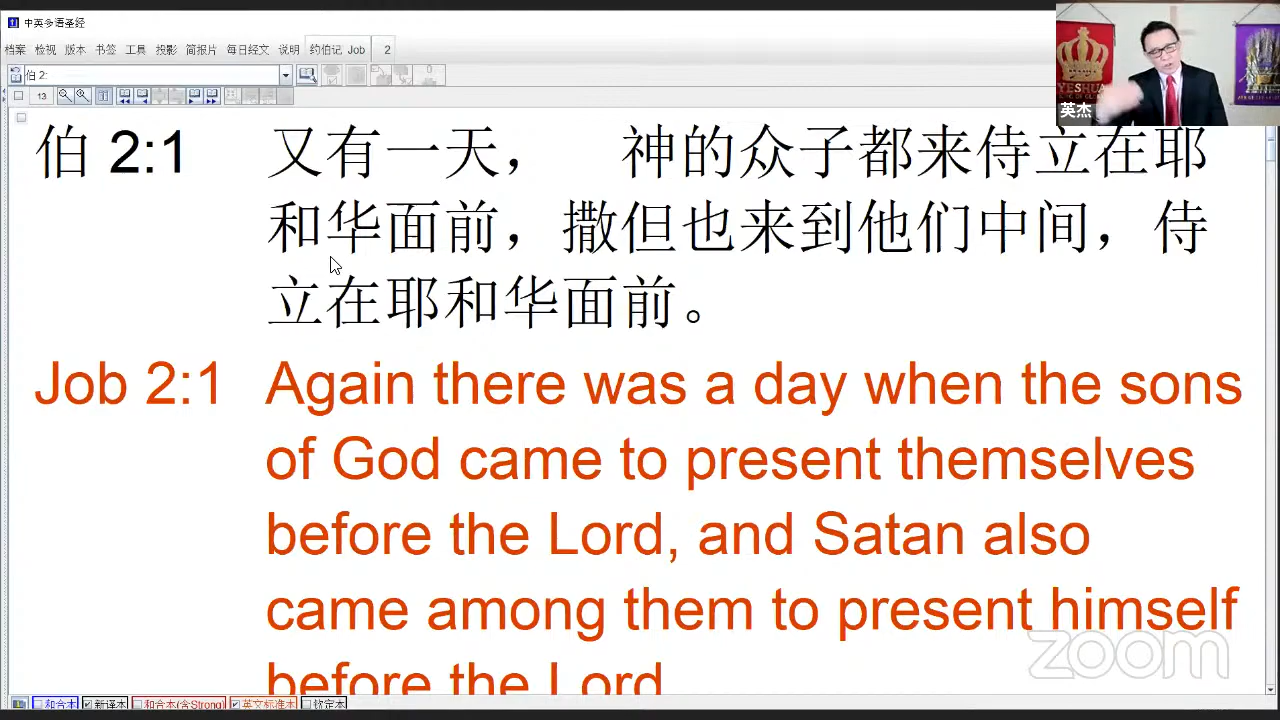 中英多语圣经
档案 检视 版本 书签 工具 投影 简报片 每日经文 说明 约伯记 Job 2
伯 2:
13
YESHUA
英杰
伯 2:1 又有一天， 神的众子都来侍立在耶
和华面前，撒但也来到他们中间，侍
立在耶和华面前。
Job 2:1 Again there was a day when the sons
of God came to present themselves
before the Lord, and Satan also
came among them to present himself
before the Lord
zoom
和合本 新译本 和合本(含Strong) 英文标准本 钦定本